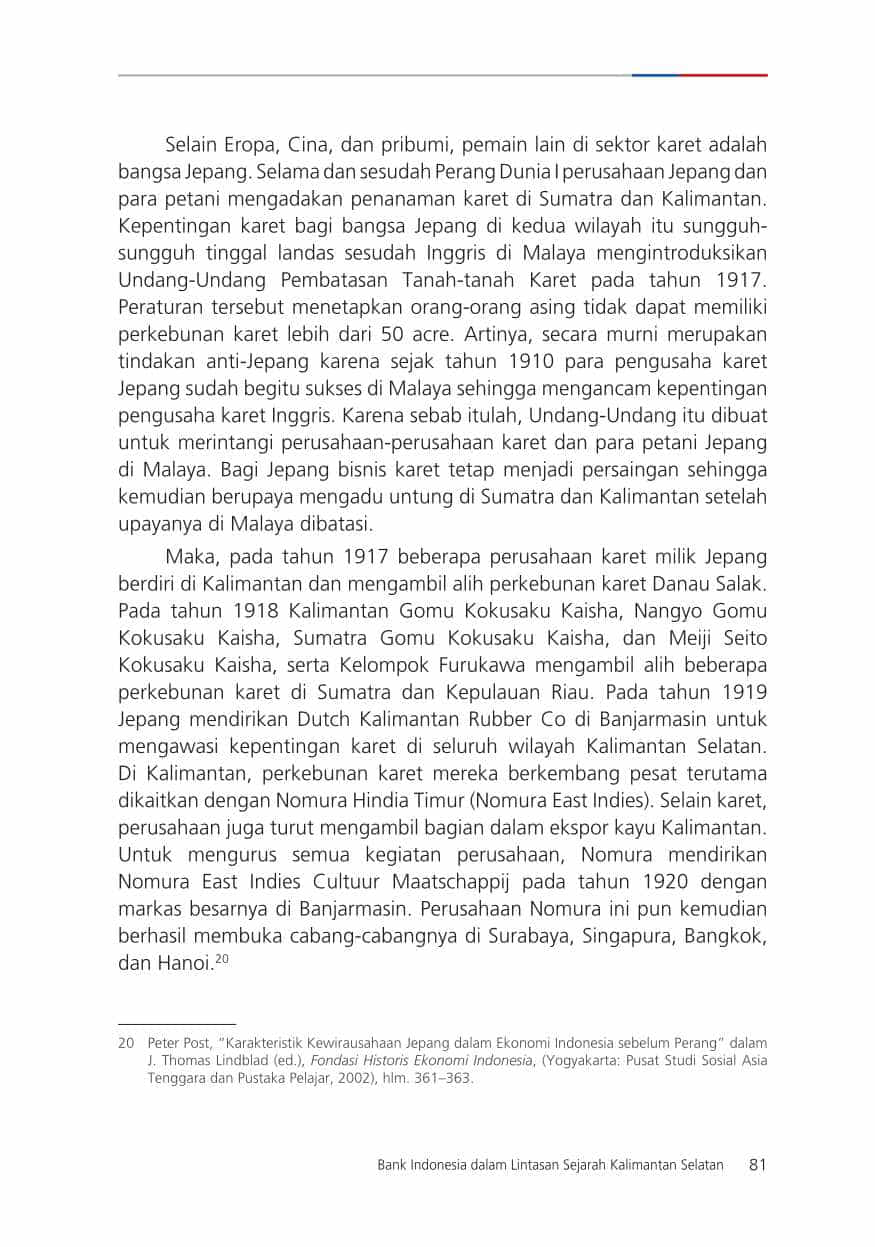 Selain Eropa, Cina, dan pribumi, pemain lain di sektor karet adalah
bangsa Jepang. Selama dan sesudah Perang Dunia I perusahaan Jepang dan
para petani mengadakan penanaman karet di Sumatra dan Kalimantan.
Kepentingan karet bagi bangsa Jepang di kedua wilayah itu sungguh-
sungguh tinggal landas sesudah Inggris di Malaya mengintroduksikan
Undang-Undang Pembatasan Tanah-tanah Karet pada tahun 1917.
Peraturan tersebut menetapkan orang-orang asing tidak dapat memiliki
perkebunan karet lebih dari 50 acre. Artinya, secara murni merupakan
tindakan anti-Jepang karena sejak tahun 1910 para pengusaha karet
Jepang sudah begitu sukses di Malaya sehingga mengancam kepentingan
pengusaha karet Inggris. Karena sebab itulah, Undang-Undang itu dibuat
untuk merintangi perusahaan-perusahaan karet dan para petani Jepang
di Malaya. Bagi Jepang bisnis karet tetap menjadi persaingan sehingga
kemudian berupaya mengadu untung di Sumatra dan Kalimantan setelah
upayanya di Malaya dibatasi.
Maka, pada tahun 1917 beberapa perusahaan karet milik Jepang
berdiri di Kalimantan dan mengambil alih perkebunan karet Danau Salak.
Pada tahun 1918 Kalimantan Gomu Kokusaku Kaisha, Nangyo Gomu
Kokusaku Kaisha, Sumatra Gomu Kokusaku Kaisha, dan Meiji Seito
Kokusaku Kaisha, serta Kelompok Furukawa mengambil alih beberapa
perkebunan karet di Sumatra dan Kepulauan Riau. Pada tahun 1919
Jepang mendirikan Dutch Kalimantan Rubber Co di Banjarmasin untuk
mengawasi kepentingan karet di seluruh wilayah Kalimantan Selatan.
Di Kalimantan, perkebunan karet mereka berkembang pesat terutama
dikaitkan dengan Nomura Hindia Timur (Nomura East Indies). Selain karet,
perusahaan juga turut mengambil bagian dalam ekspor kayu Kalimantan.
Untuk mengurus semua kegiatan perusahaan, Nomura mendirikan
Nomura East Indies Cultuur Maatschappij pada tahun 1920 dengan
markas besarnya di Banjarmasin. Perusahaan Nomura ini pun kemudian
berhasil membuka cabang-cabangnya di Surabaya, Singapura, Bangkok,
dan Hanoi.20
20 Peter Post, "Karakteristik Kewirausahaan Jepang dalam Ekonomi Indonesia sebelum Perang" dalam
J. Thomas Lindblad (ed.), Fondasi Historis Ekonomi Indonesia, (Yogyakarta: Pusat Studi Sosial Asia
Tenggara dan Pustaka Pelajar, 2002), hlm. 361–363.
Bank Indonesia dalam Lintasan Sejarah Kalimantan Selatan 81